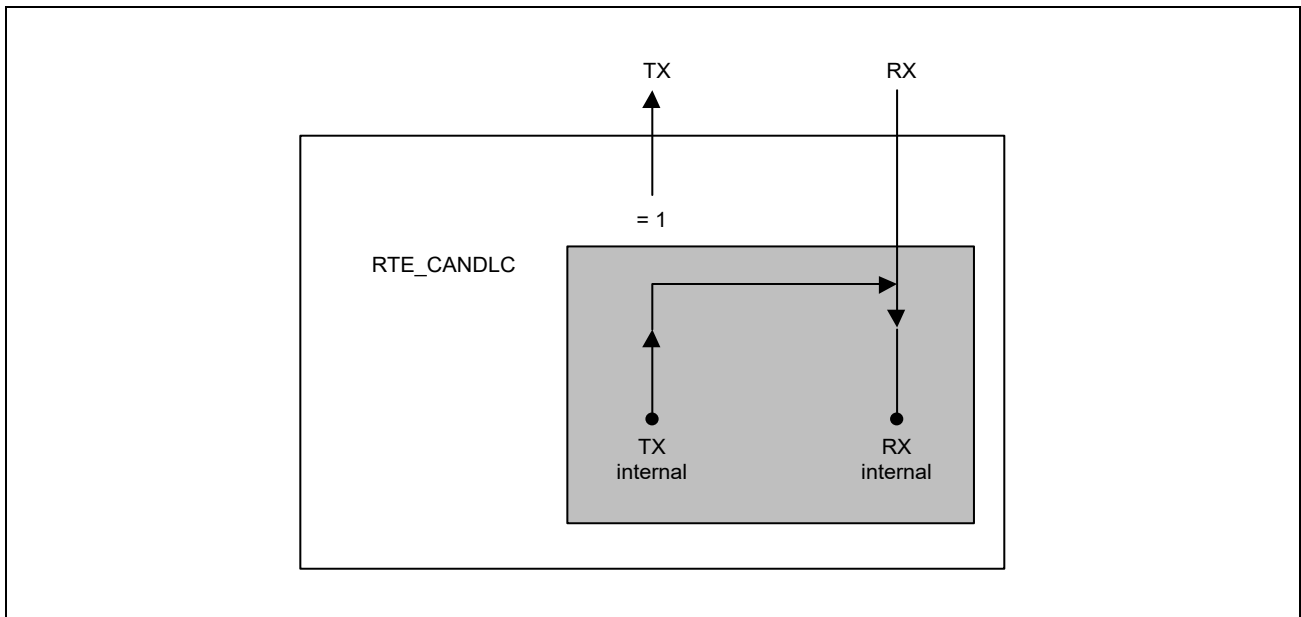 TX
RX
= 1
RTE_CANDLC
TX
internal
RX
internal